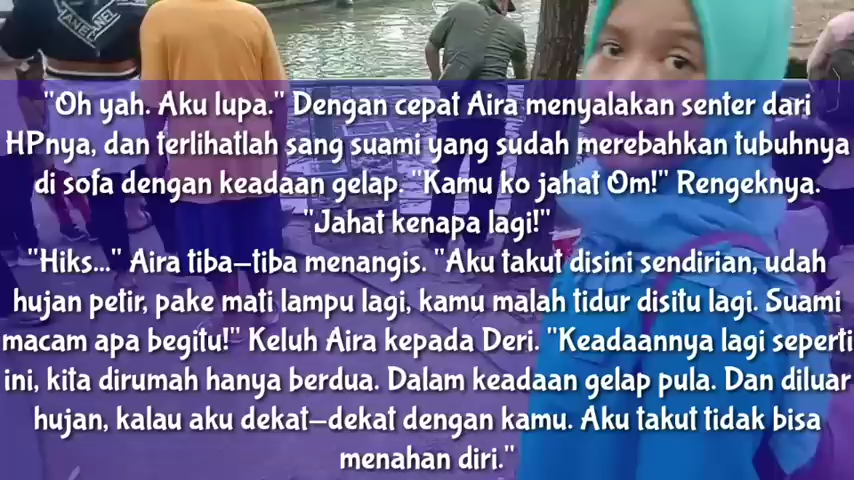 "Oh yah. Aku lupa." Dengan cepat Aira menyalakan senter dari
HPnya, dan terlihatlah sang suami yang sudah merebahkan tubuhnya
di sofa dengan keadaan gelap. "Kamu ko jahat Om!" Rengeknya.
"Jahat kenapa lagi!"
"Hiks..." Aira tiba-tiba menangis. "Aku takut disini sendirian, udah
hujan petir, pake mati lampu lagi, kamu malah tidur disitu lagi. Suami
macam apa begitu!" Keluh Aira kepada Deri. "Keadaannya lagi seperti
ini, kita dirumah hanya berdua. Dalam keadaan gelap pula. Dan diluar
hujan, kalau aku dekat-dekat dengan kamu. Aku takut tidak bisa
menahan diri."